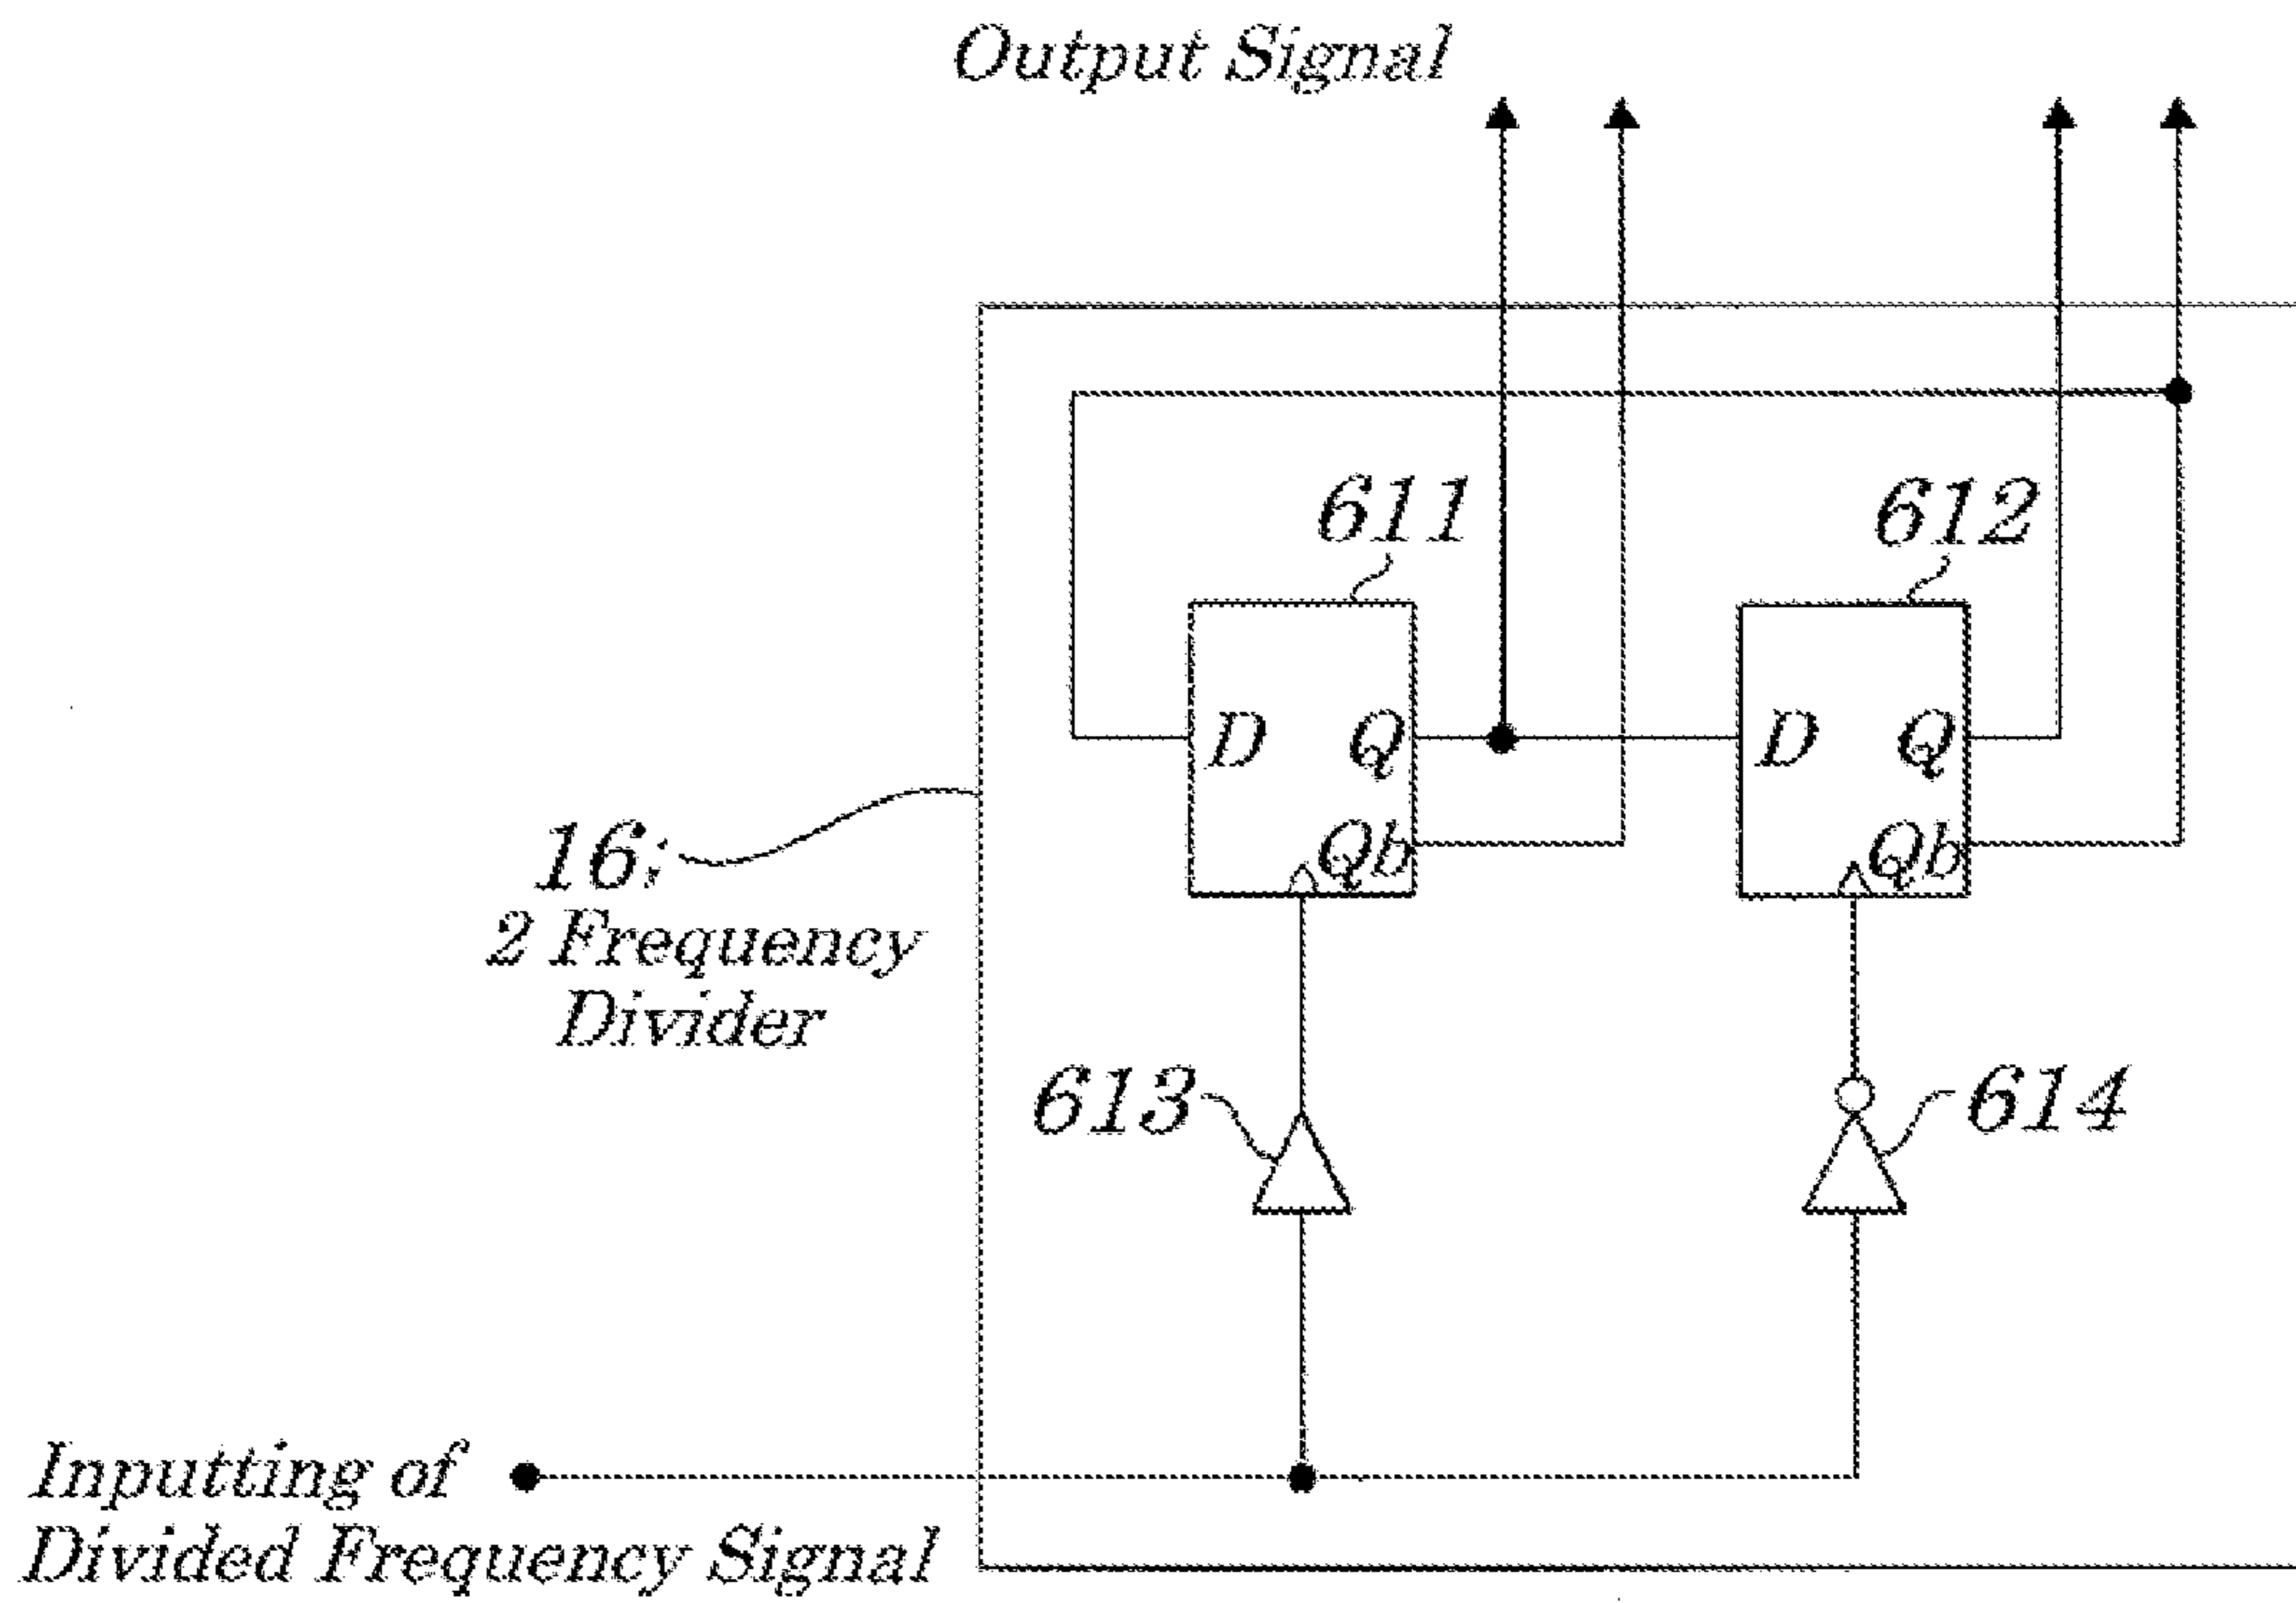 Output Signal
611
612
D Q
Qb
D Q
Qb
16;
2 Frequency
Divider
613
614
Inputting of
Divided Frequency Signal